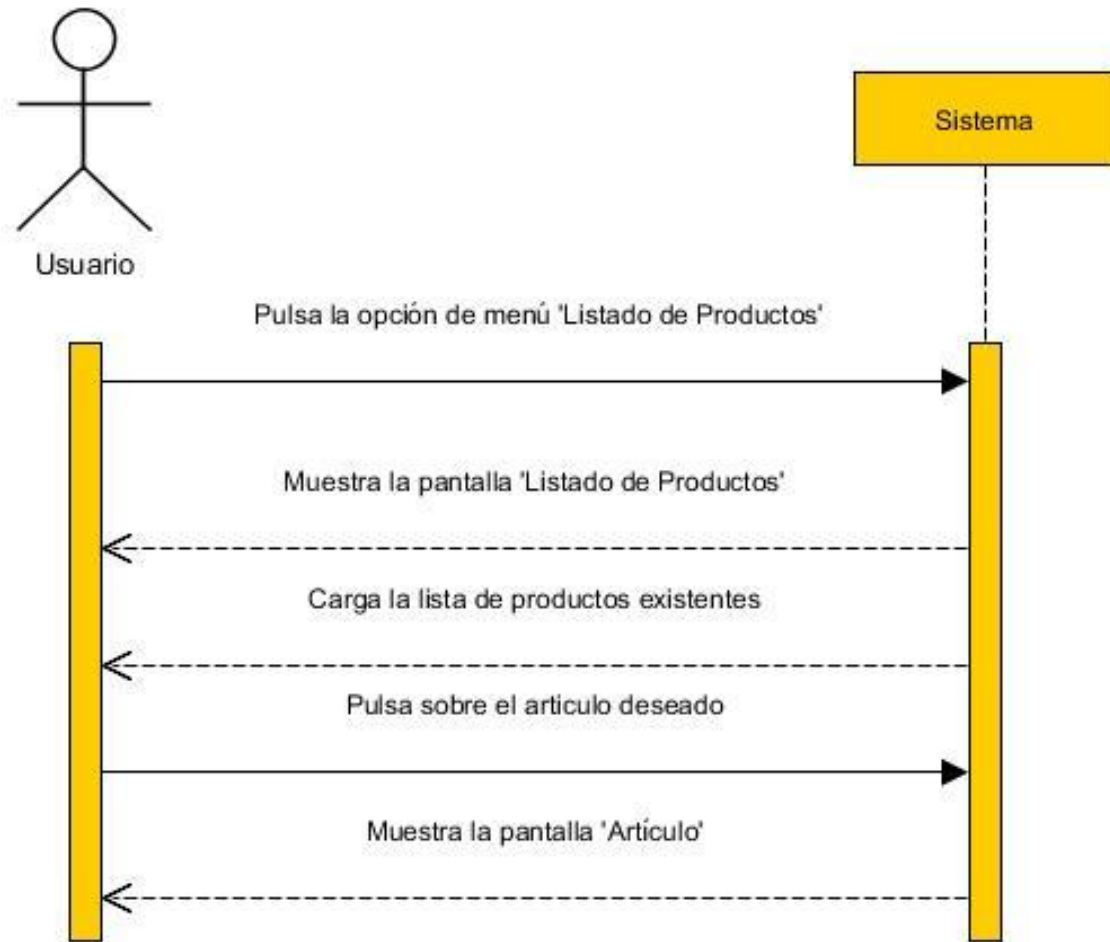 Sistema
Usuario
Pulsa la opción de menú 'Listado de Productos'
Muestra la pantalla 'Listado de Productos'
Carga la lista de productos existentes
Pulsa sobre el articulo deseado
Muestra la pantalla 'Artículo'